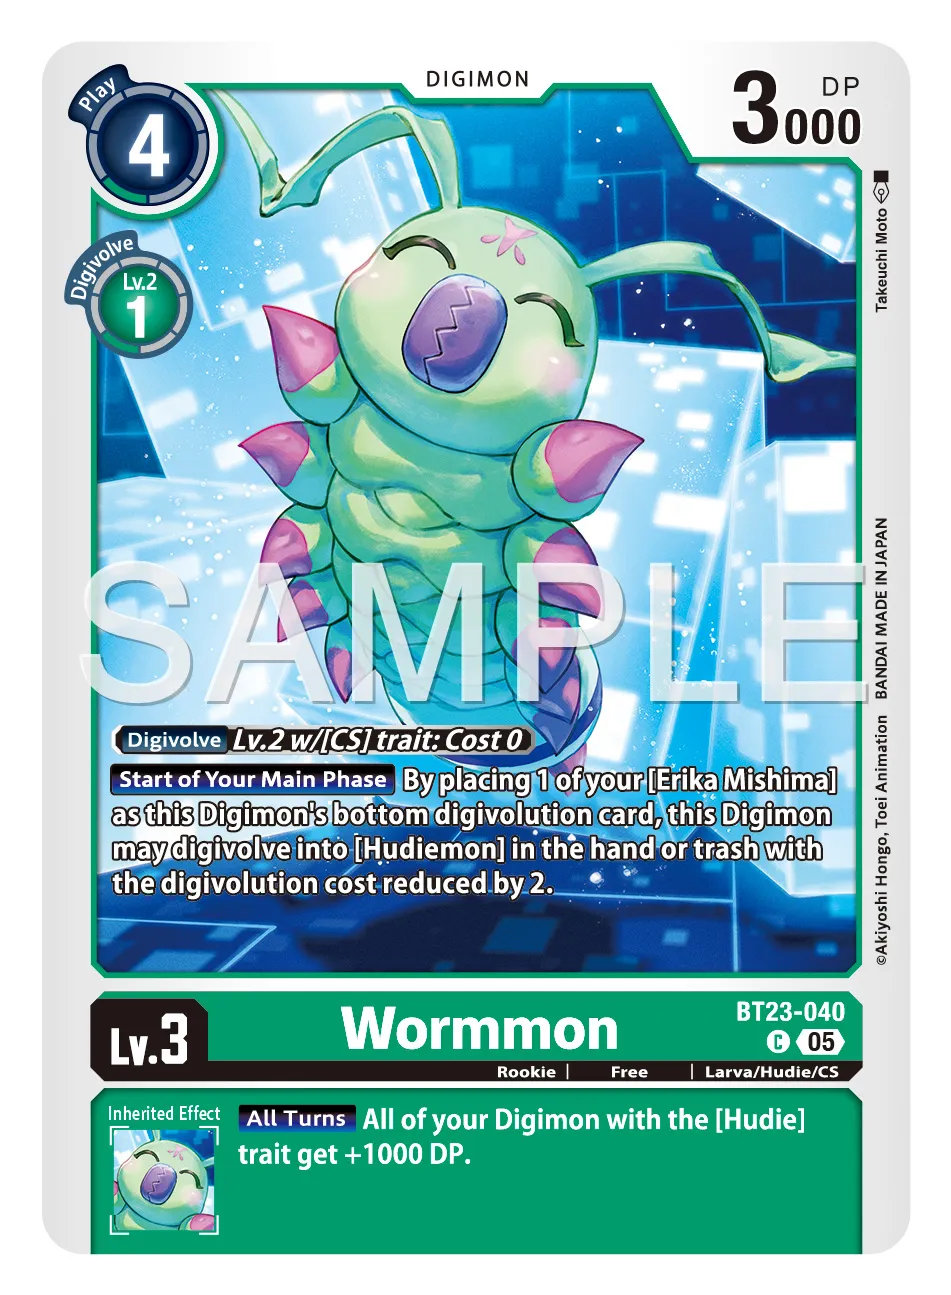 DIGIMON
Play
4
3000
DP
Digivolve
Lv.2
1
Takeuchi Moto
SAMPLE
©Akiyoshi Hongo, Toei Animation BANDAI MADE IN JAPAN
Digivolve Lv.2 w/[CS] trait: Cost 0
Start of Your Main Phase By placing 1 of your [Erika Mishima]
as this Digimon's bottom digivolution card, this Digimon
may digivolve into [Hudiemon] in the hand or trash with
the digivolution cost reduced by 2.
Lv.3
Wormmon
BT23-040
C 05
Rookie | Free | Larva/Hudie/CS
Inherited Effect
All Turns All of your Digimon with the [Hudie]
trait get +1000 DP.